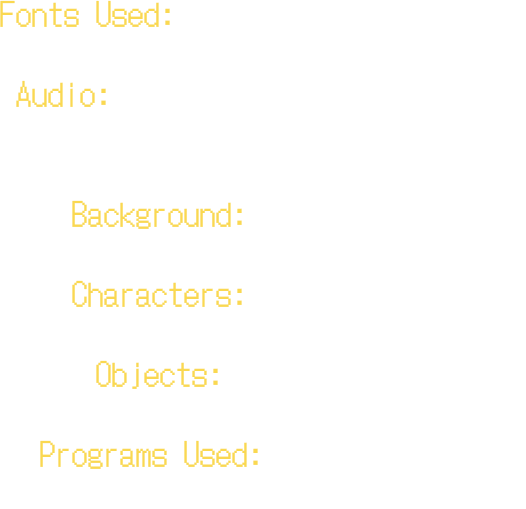 Fonts Used:
Audio:
Background:
Characters:
Objects:
Programs Used: